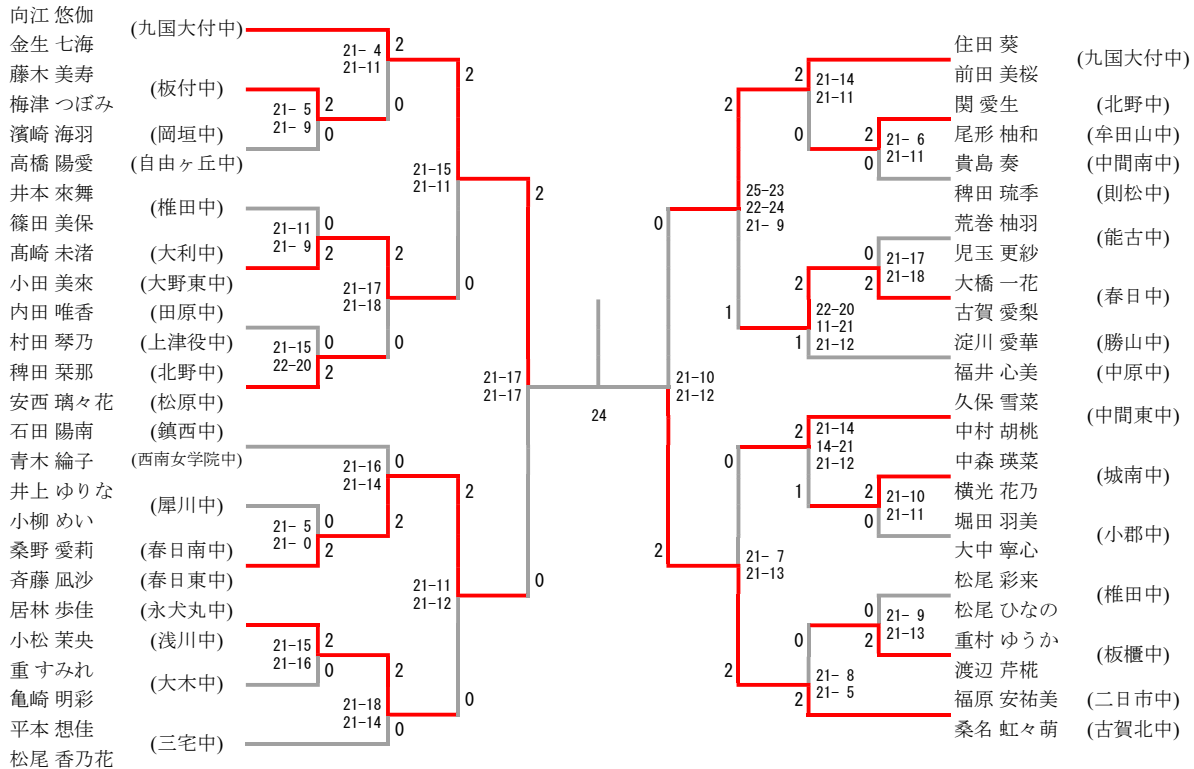 向江 悠伽
金生 七海
(九国大付中)
藤木 美寿
梅津 つぼみ
(板付中)
濱崎 海羽 (岡垣中)
高橋 陽愛 (自由ヶ丘中)
井本 來舞
篠田 美保
(椎田中)
髙崎 未渚 (大利中)
小田 美來 (大野東中)
内田 唯香 (田原中)
村田 琴乃 (上津役中)
稗田 栞那 (北野中)
安西 璃々花 (松原中)
石田 陽南 (鎮西中)
青木 綸子 (西南女学院中)
井上 ゆりな
小柳 めい
(犀川中)
桑野 愛莉 (春日南中)
斉藤 凪沙 (春日東中)
居林 歩佳 (永犬丸中)
小松 茉央 (浅川中)
重 すみれ
亀崎 明彩
(大木中)
平本 想佳
松尾 香乃花
(三宅中)
21- 5
21- 9
2
0
21-11
21- 9
0
2
21-15
22-20
0
2
21- 5
21- 0
0
2
21-15
21-16
2
0
21- 4
21-11
2
0
21-17
21-18
2
0
21-16
21-14
0
2
21-18
21-14
2
0
21-15
21-11
2
0
21-11
21-12
2
0
21-17
21-17
2
0
24
21-10
21-12
0
2
25-23
22-24
21- 9
2
1
21- 7
21-13
0
2
21-14
21-11
2
0
22-20
11-21
21-12
2
1
21-14
14-21
21-12
2
1
21- 8
21- 5
0
2
21- 6
21-11
2
0
21-17
21-18
0
2
21-10
21-11
2
0
21- 9
21-13
0
2
住田 葵
前田 美桜
(九国大付中)
関 愛生 (北野中)
尾形 柚和 (牟田山中)
貴島 奏 (中間南中)
稗田 琉季 (則松中)
荒巻 柚羽
児玉 更紗
(能古中)
大橋 一花
古賀 愛梨
(春日中)
淀川 愛華 (勝山中)
福井 心美 (中原中)
久保 雪菜
中村 胡桃
(中間東中)
中森 瑛菜
横光 花乃
(城南中)
堀田 羽美
大中 寧心
(小郡中)
松尾 彩来
松尾 ひなの
(椎田中)
重村 ゆうか
渡辺 芹椛
(板櫃中)
福原 安祐美 (二日市中)
桑名 虹々萌 (古賀北中)